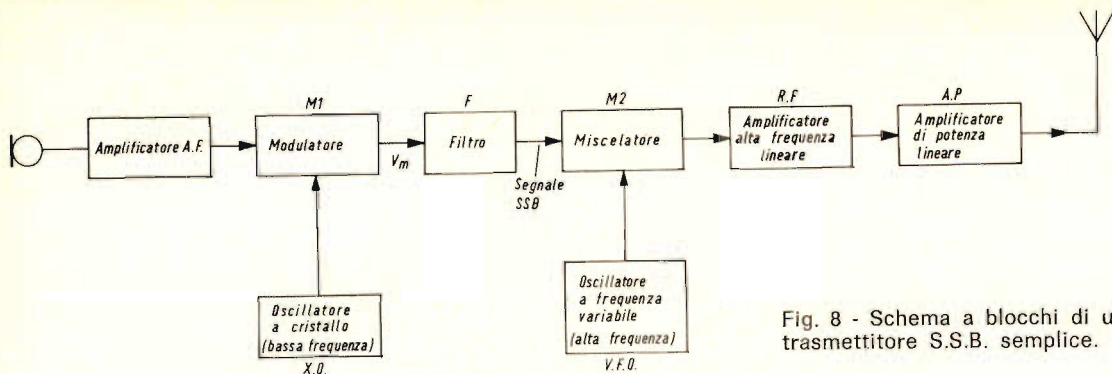 M1
F
M2
R.F
A.P
Amplificatore A.F.
Modulatore
Vm
Filtro
Segnale
SSB
Miscelatore
Amplificatore
alta frequenza
lineare
Amplificatore
di potenza
lineare
Oscillatore
a cristallo
(bassa frequenza)
X.O.
Oscillatore
a frequenza
variabile
(alta frequenza)
V.F.O.
Fig. 8 - Schema a blocchi di u
trasmettitore S.S.B. semplice.